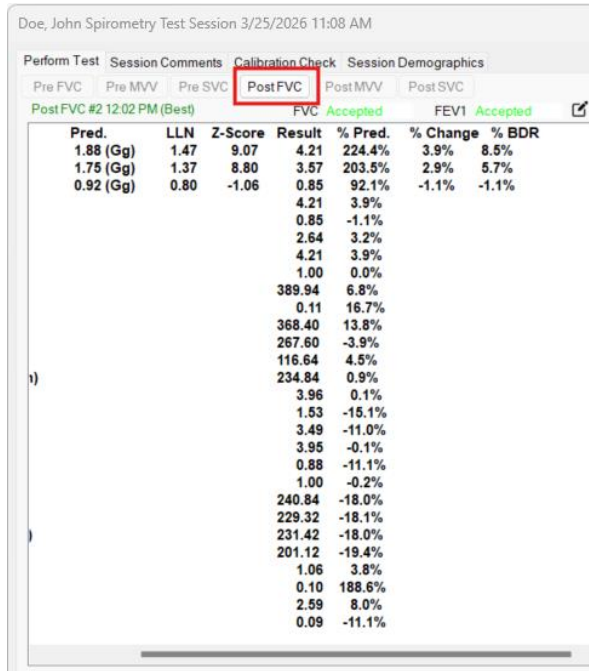 Doe, John Spirometry Test Session 3/25/2026 11:08 AM
Perform Test Session Comments Calibration Check Session Demographics
Pre FVC Pre MVV Pre SVC Post FVC Post MVV Post SVC
Post FVC #2 12:02 PM (Best) FVC Accepted FEV1 Accepted
Pred. LLN Z-Score Result % Pred. % Change % BDR
1.88 (Gg) 1.47 9.07 4.21 224.4% 3.9% 8.5%
1.75 (Gg) 1.37 8.80 3.57 203.5% 2.9% 5.7%
0.92 (Gg) 0.80 -1.06 0.85 92.1% -1.1% -1.1%
4.21 3.9%
0.85 -1.1%
2.64 3.2%
4.21 3.9%
1.00 0.0%
389.94 6.8%
0.11 16.7%
368.40 13.8%
267.60 -3.9%
116.64 4.5%
234.84 0.9%
3.96 0.1%
1.53 -15.1%
3.49 -11.0%
3.95 -0.1%
0.88 -11.1%
1.00 -0.2%
240.84 -18.0%
229.32 -18.1%
) 231.42 -18.0%
201.12 -19.4%
1.06 3.8%
0.10 188.6%
2.59 8.0%
0.09 -11.1%